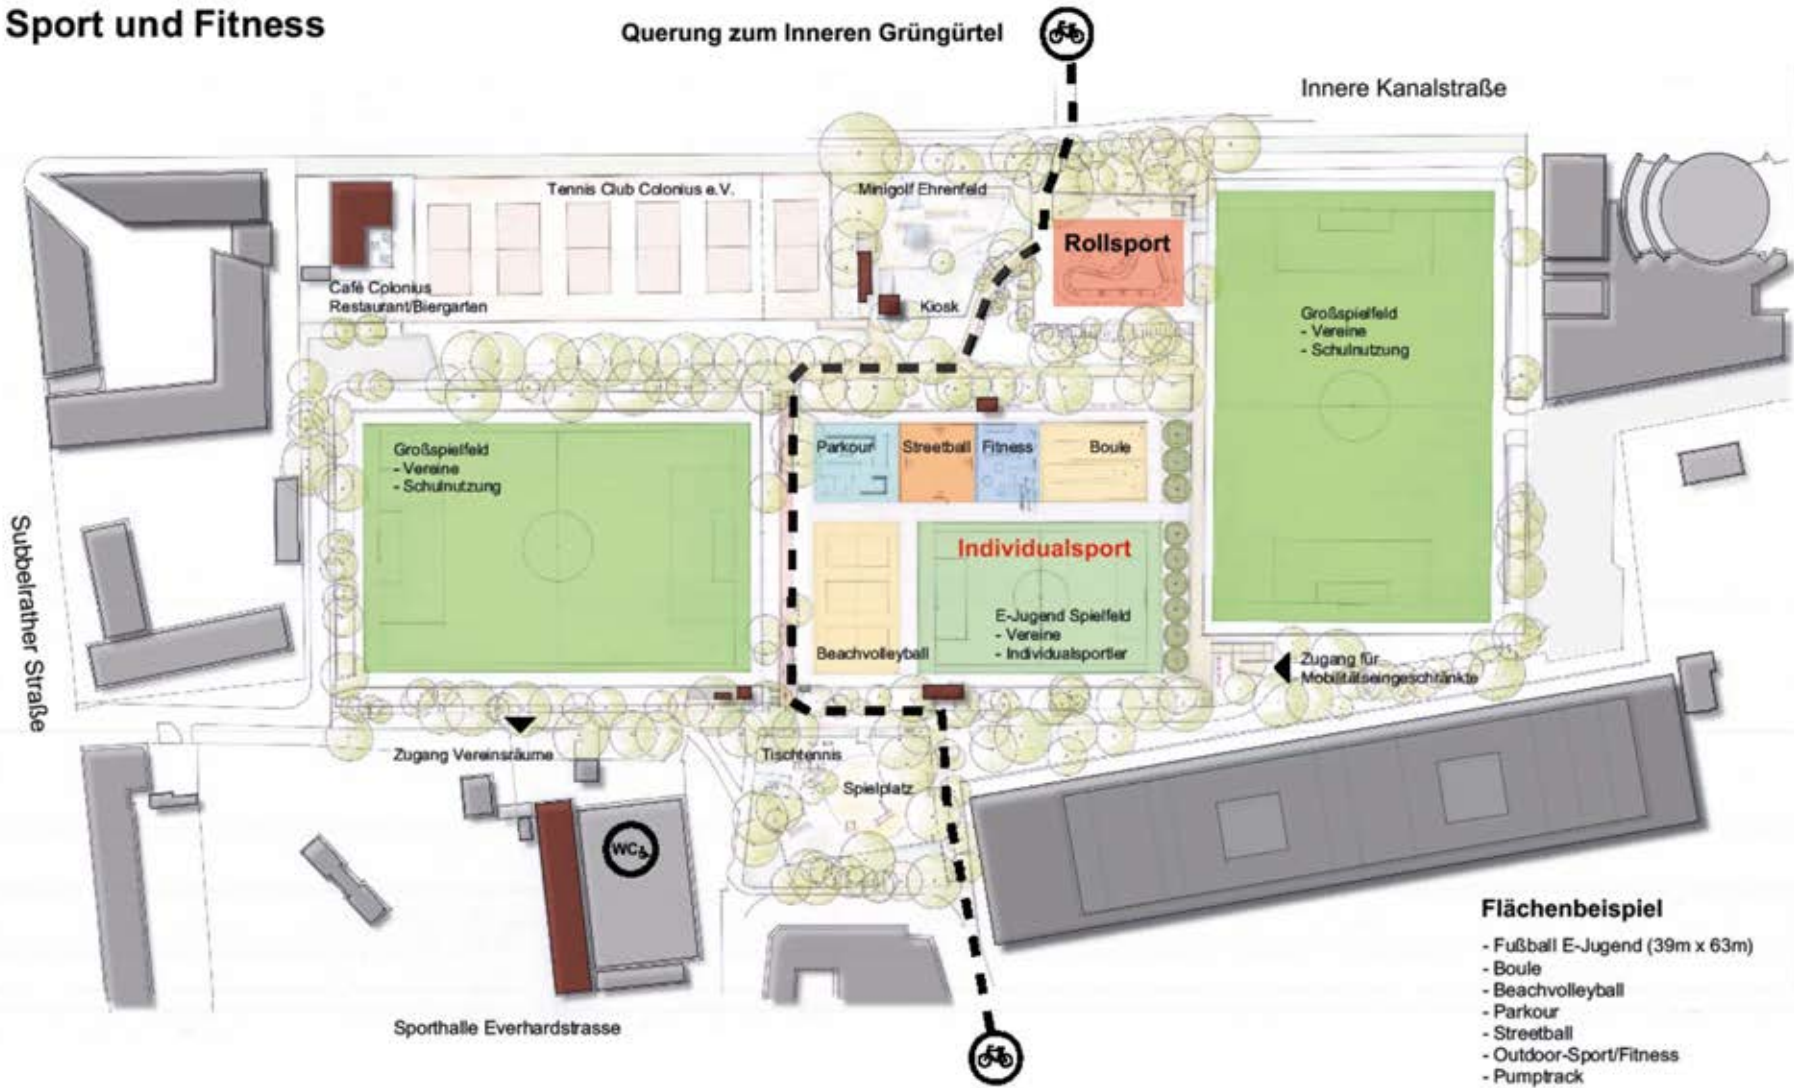 Sport und Fitness
Querung zum Inneren Grüngürtel
Innere Kanalstraße
Tennis Club Colonius e.V.
Minigolf Ehrenfeld
Rollsport
Café Colonius
Restaurant/Biergarten
Kiosk
Großspielfeld
- Vereine
- Schulnutzung
Großspielfeld
- Vereine
- Schulnutzung
Parkour
Streetball
Fitness
Boule
Individualsport
E-Jugend Spielfeld
- Vereine
- Individualsportler
Beachvolleyball
Subbelrather Straße
Zugang für
Mobilitätseingeschränkte
Zugang Vereinsräume
Tischtennis
Spielplatz
WC
Sporthalle Everhardstrasse
Flächenbeispiel
- Fußball E-Jugend (39m x 63m)
- Boule
- Beachvolleyball
- Parkour
- Streetball
- Outdoor-Sport/Fitness
- Pumptrack